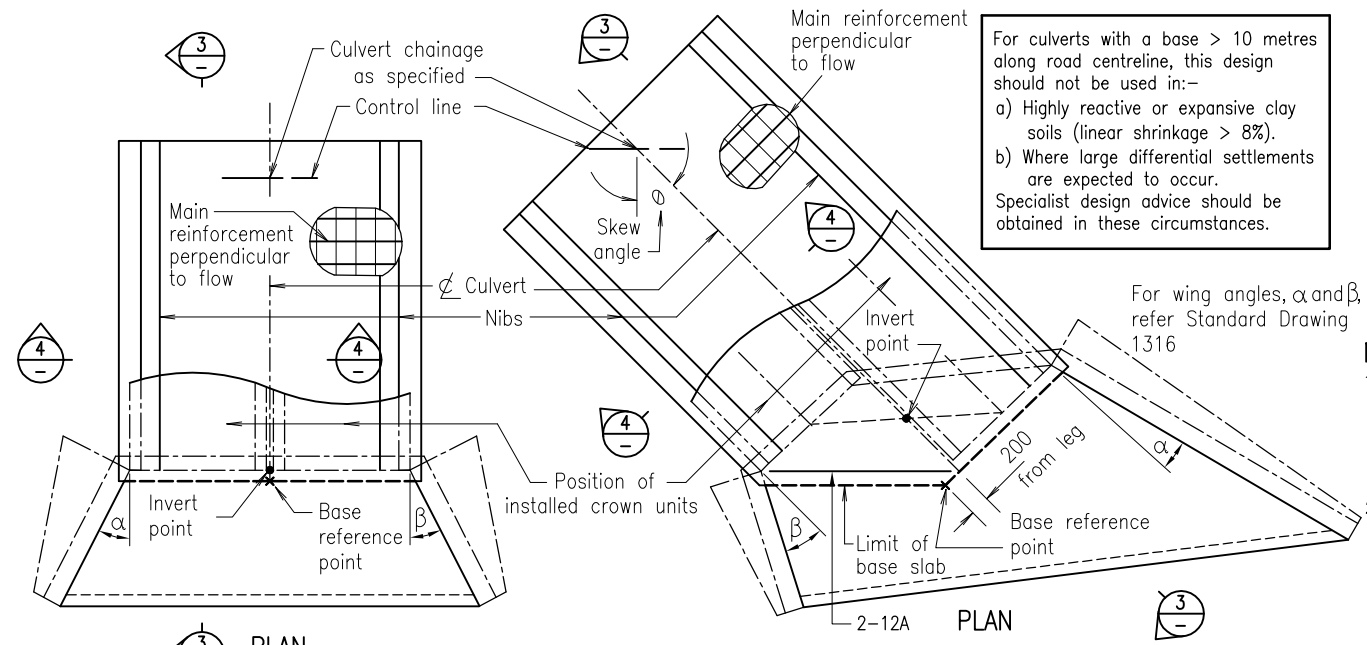 3
–
Culvert chainage
as specified
Control line
3
–
Main reinforcement
perpendicular
to flow
For culverts with a base > 10 metres
along road centreline, this design
should not be used in:–
a) Highly reactive or expansive clay
soils (linear shrinkage > 8%).
b) Where large differential settlements
are expected to occur.
Specialist design advice should be
obtained in these circumstances.
Main
reinforcement
perpendicular
to flow
θ
Skew
angle
4
–
℄ Culvert
Nibs
4
–
4
–
Invert
point
For wing angles, α and β,
refer Standard Drawing
1316
4
–
200
from leg
α
Position of
installed crown units
α
Invert
point
Base
reference
point
β
β
Limit of
base slab
Base reference
point
2–12A
PLAN
3
–
3
–
PLAN